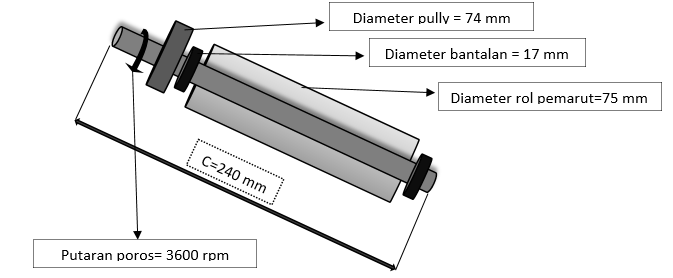 Diameter pully = 74 mm
Diameter bantalan = 17 mm
Diameter rol pemarut=75 mm
C=240 mm
Putaran poros= 3600 rpm